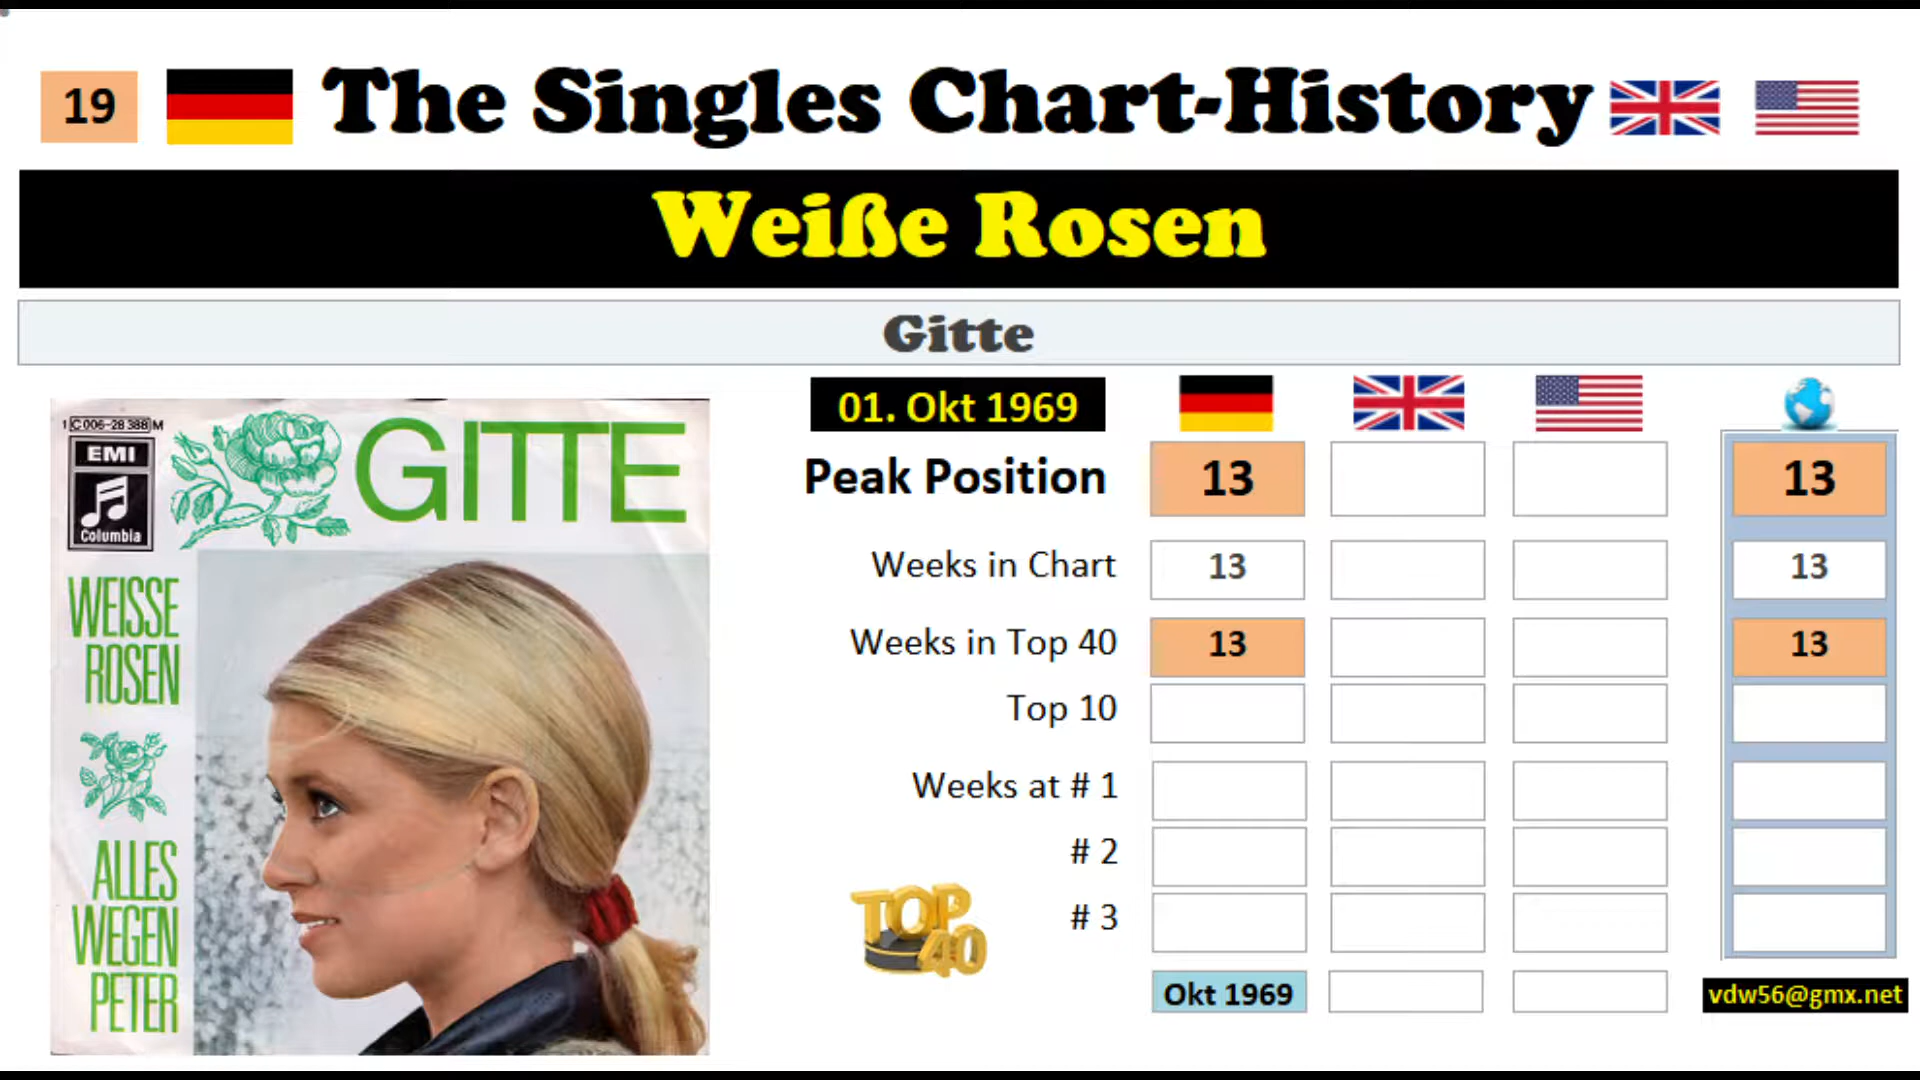 19 The Singles Chart-History
Weiße Rosen
Gitte
1 C 006-28 388 M
EMI
Columbia
GITTE
WEISSE
ROSEN
ALLES
WEGEN
PETER
01. Okt 1969
Peak Position 13 13
Weeks in Chart 13 13
Weeks in Top 40 13 13
Top 10
Weeks at # 1
# 2
# 3
TOP
40
Okt 1969
vdw56@gmx.net